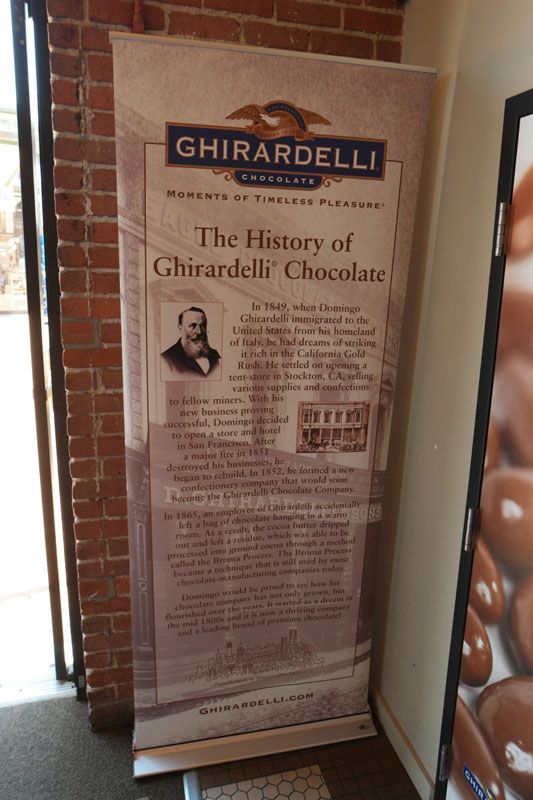 GHIRARDELLI®
CHOCOLATE
MOMENTS OF TIMELESS PLEASURE®
The History of
Ghirardelli® Chocolate
In 1849, when Domingo
Ghirardelli immigrated to the
United States from his homeland
of Italy, he had dreams of striking
it rich in the California Gold
Rush. He settled on opening a
tent-store in Stockton, CA, selling
various supplies and confections
to fellow miners. With his
new business proving
successful, Domingo decided
to open a store and hotel
in San Francisco. After
a major fire in 1851
destroyed his businesses, he
began to rebuild. In 1852, he formed a new
confectionery company that would soon
become the Ghirardelli Chocolate Company.
In 1865, an employee of Ghirardelli accidentally
left a bag of chocolate hanging in a warm
room. As a result, the cocoa butter dripped
out and left a residue, which was able to be
processed into ground cocoa through a method
called the Broma Process. The Broma Process
became a technique that is still used by most
chocolate-manufacturing companies today.
Domingo would be proud to see how his
chocolate company has not only grown, but
flourished over the years. It started as a dream in
the mid 1800s and it is now a thriving company
and a leading brand of premium chocolate!
GHIRARDELLI.COM